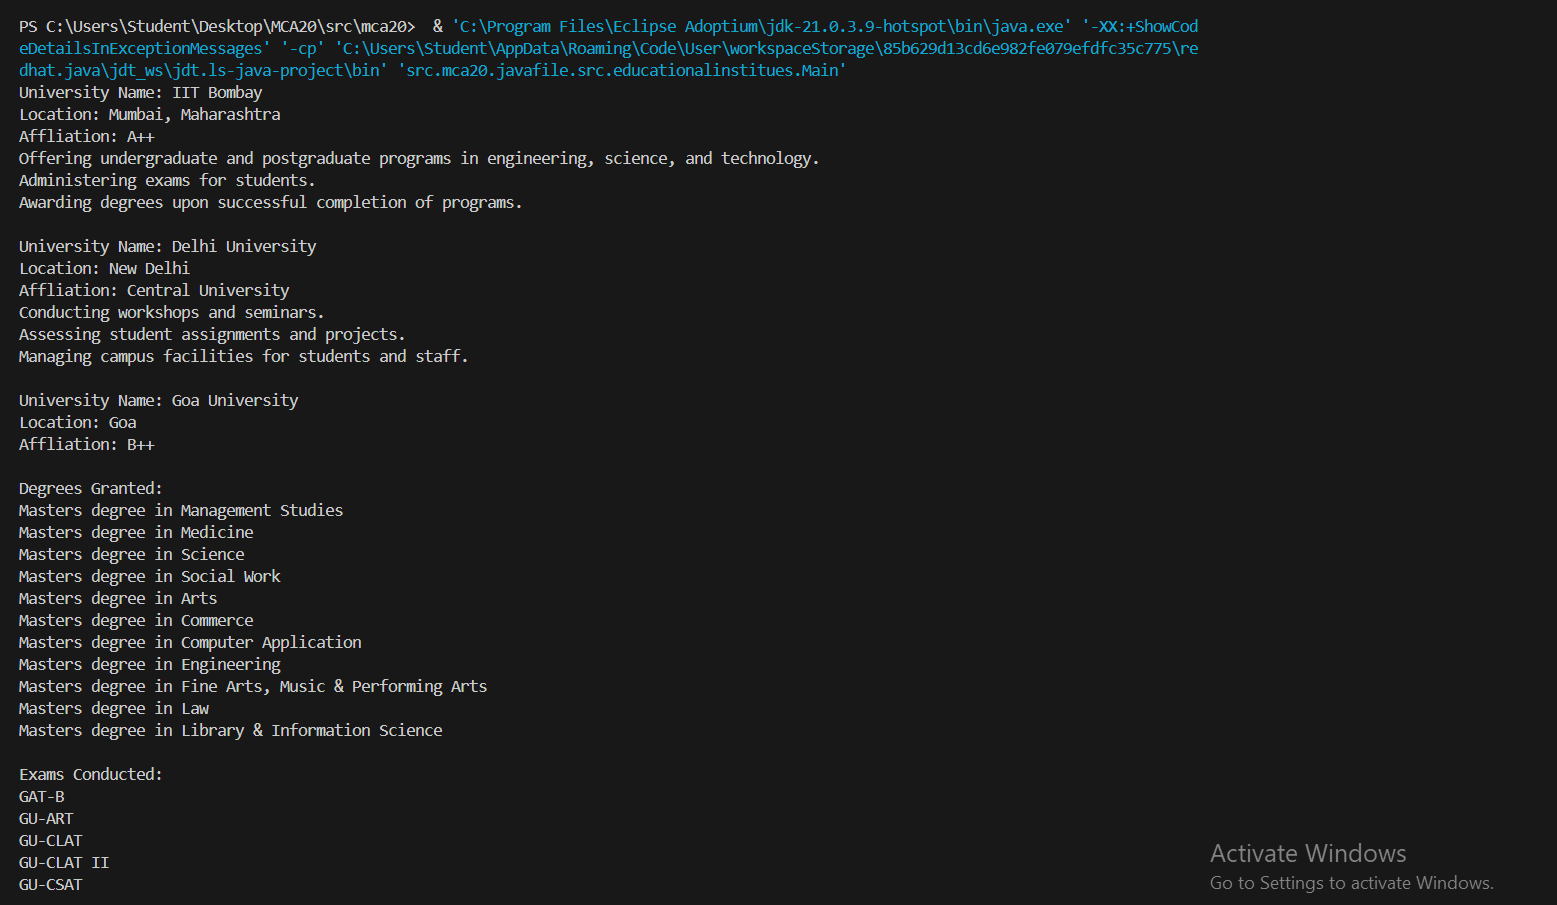 PS C:\Users\Student\Desktop\MCA20\src\mca20>  & 'C:\Program Files\Eclipse Adoptium\jdk-21.0.3.9-hotspot\bin\java.exe' '-XX:+ShowCod
eDetailsInExceptionMessages' '-cp' 'C:\Users\Student\AppData\Roaming\Code\User\workspaceStorage\85b629d13cd6e982fe079efdfc35c775\re
dhat.java\jdt_ws\jdt.ls-java-project\bin' 'src.mca20.javafile.src.educationalinstitues.Main'
University Name: IIT Bombay
Location: Mumbai, Maharashtra
Affliation: A++
Offering undergraduate and postgraduate programs in engineering, science, and technology.
Administering exams for students.
Awarding degrees upon successful completion of programs.
University Name: Delhi University
Location: New Delhi
Affliation: Central University
Conducting workshops and seminars.
Assessing student assignments and projects.
Managing campus facilities for students and staff.
University Name: Goa University
Location: Goa
Affliation: B++
Degrees Granted:
Masters degree in Management Studies
Masters degree in Medicine
Masters degree in Science
Masters degree in Social Work
Masters degree in Arts
Masters degree in Commerce
Masters degree in Computer Application
Masters degree in Engineering
Masters degree in Fine Arts, Music & Performing Arts
Masters degree in Law
Masters degree in Library & Information Science
Exams Conducted:
GAT-B
GU-ART
GU-CLAT
GU-CLAT II
GU-CSAT
Activate Windows
Go to Settings to activate Windows.